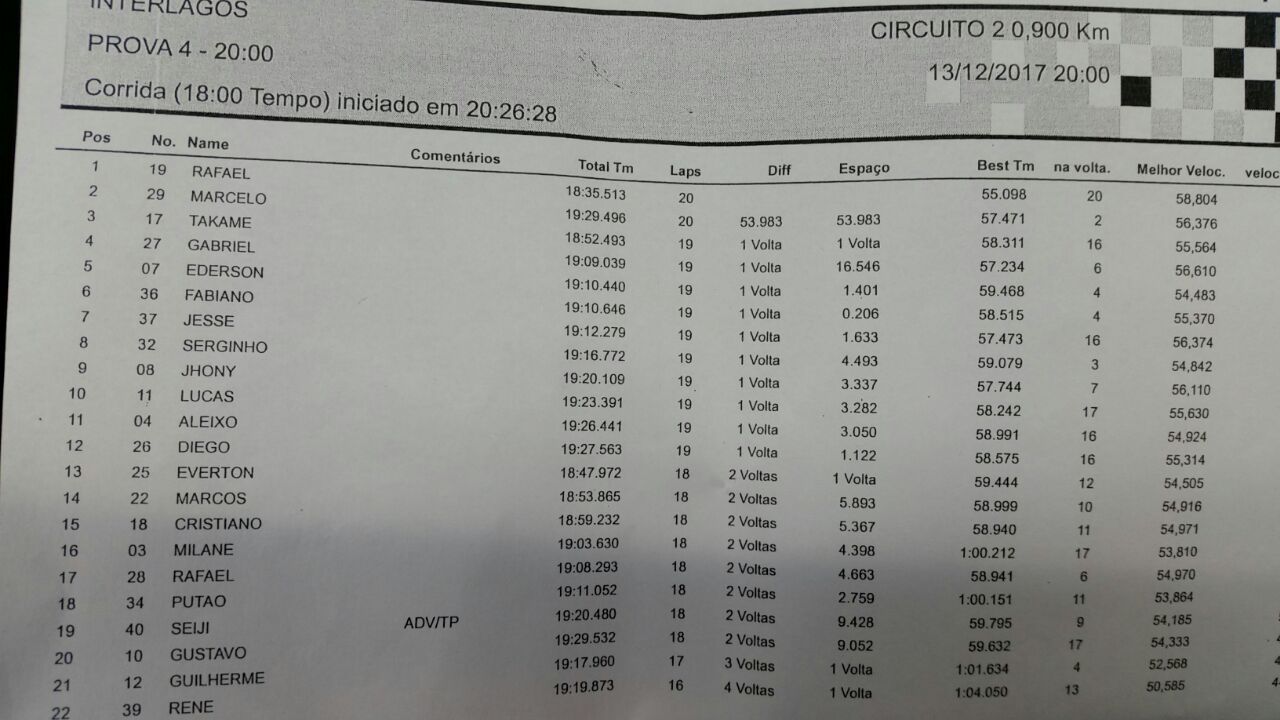 INTERLAGOS
CIRCUITO 2 0,900 Km
PROVA 4 - 20:00
13/12/2017 20:00
Corrida (18:00 Tempo) iniciado em 20:26:28
Pos No. Name Comentários Total Tm Laps Diff Espaço Best Tm na volta. Melhor Veloc.
1 19 RAFAEL 18:35.513 20 55.098 20 58,804
2 29 MARCELO 19:29.496 20 53.983 53.983 57.471 2 56,376
3 17 TAKAME 18:52.493 19 1 Volta 1 Volta 58.311 16 55,564
4 27 GABRIEL 19:09.039 19 1 Volta 16.546 57.234 6 56,610
5 07 EDERSON 19:10.440 19 1 Volta 1.401 59.468 4 54,483
6 36 FABIANO 19:10.646 19 1 Volta 0.206 58.515 4 55,370
7 37 JESSE 19:12.279 19 1 Volta 1.633 57.473 16 56,374
8 32 SERGINHO 19:16.772 19 1 Volta 4.493 59.079 3 54,842
9 08 JHONY 19:20.109 19 1 Volta 3.337 57.744 7 56,110
10 11 LUCAS 19:23.391 19 1 Volta 3.282 58.242 17 55,630
11 04 ALEIXO 19:26.441 19 1 Volta 3.050 58.991 16 54,924
12 26 DIEGO 19:27.563 19 1 Volta 1.122 58.575 16 55,314
13 25 EVERTON 18:47.972 18 2 Voltas 1 Volta 59.444 12 54,505
14 22 MARCOS 18:53.865 18 2 Voltas 5.893 58.999 10 54,916
15 18 CRISTIANO 18:59.232 18 2 Voltas 5.367 58.940 11 54,971
16 03 MILANE 19:03.630 18 2 Voltas 4.398 1:00.212 17 53,810
17 28 RAFAEL 19:08.293 18 2 Voltas 4.663 58.941 6 54,970
18 34 PUTAO 19:11.052 18 2 Voltas 2.759 1:00.151 11 53,864
19 40 SEIJI ADV/TP 19:20.480 18 2 Voltas 9.428 59.795 9 54,185
20 10 GUSTAVO 19:29.532 18 2 Voltas 9.052 59.632 17 54,333
21 12 GUILHERME 19:17.960 17 3 Voltas 1 Volta 1:01.634 4 52,568
22 39 RENE 19:19.873 16 4 Voltas 1 Volta 1:04.050 13 50,585